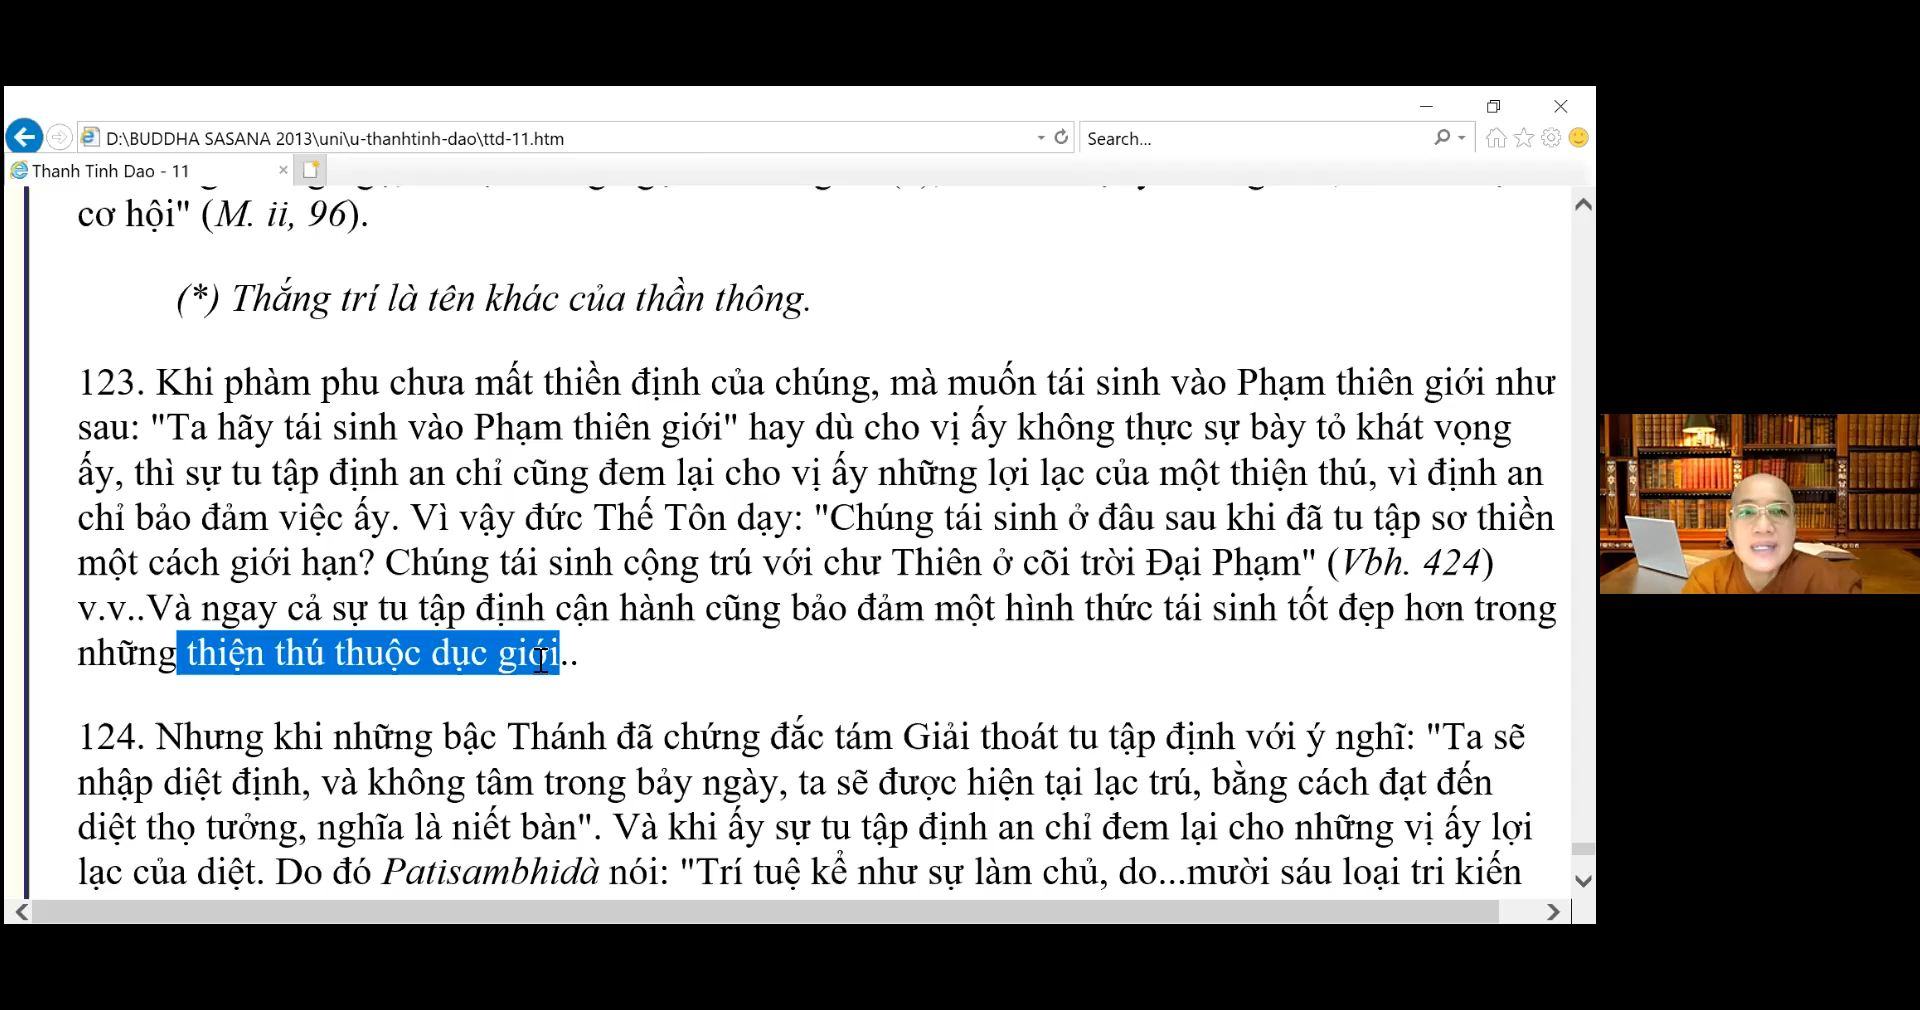 D:\BUDDHA SASANA 2013\uni\u-thanhtinh-dao\ttd-11.htm
Search...
Thanh Tinh Dao - 11
cơ hội" (M. ii, 96).
(*) Thắng trí là tên khác của thần thông.
123. Khi phàm phu chưa mất thiền định của chúng, mà muốn tái sinh vào Phạm thiên giới như
sau: "Ta hãy tái sinh vào Phạm thiên giới" hay dù cho vị ấy không thực sự bày tỏ khát vọng
ấy, thì sự tu tập định an chỉ cũng đem lại cho vị ấy những lợi lạc của một thiện thú, vì định an
chỉ bảo đảm việc ấy. Vì vậy đức Thế Tôn dạy: "Chúng tái sinh ở đâu sau khi đã tu tập sơ thiền
một cách giới hạn? Chúng tái sinh cộng trú với chư Thiên ở cõi trời Đại Phạm" (Vbh. 424)
v.v..Và ngay cả sự tu tập định cận hành cũng bảo đảm một hình thức tái sinh tốt đẹp hơn trong
những thiện thú thuộc dục giới..
124. Nhưng khi những bậc Thánh đã chứng đắc tám Giải thoát tu tập định với ý nghĩ: "Ta sẽ
nhập diệt định, và không tâm trong bảy ngày, ta sẽ được hiện tại lạc trú, bằng cách đạt đến
diệt thọ tưởng, nghĩa là niết bàn". Và khi ấy sự tu tập định an chỉ đem lại cho những vị ấy lợi
lạc của diệt. Do đó Patisambhidà nói: "Trí tuệ kể như sự làm chủ, do...mười sáu loại tri kiến